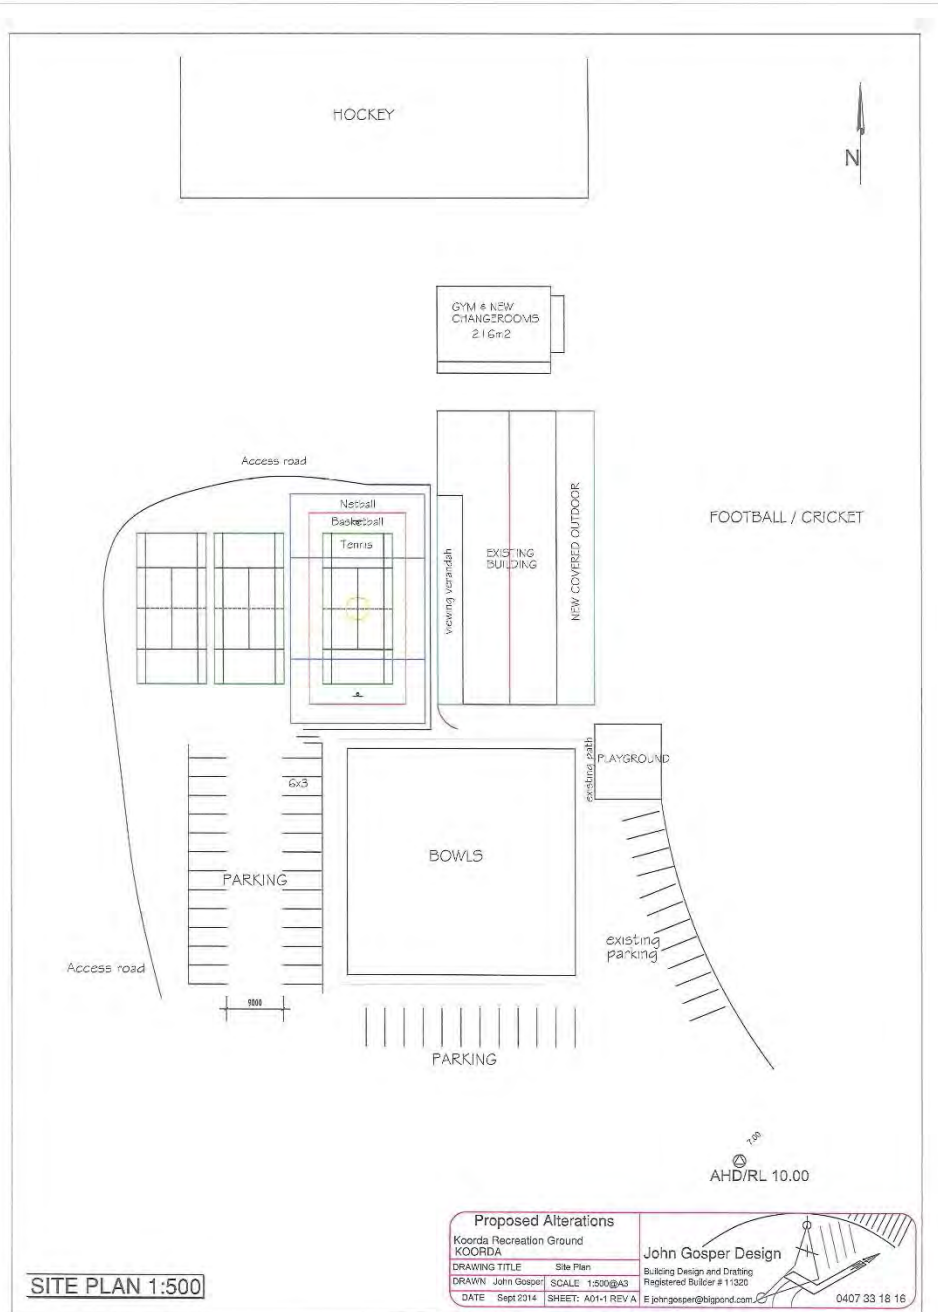 HOCKEY
N
GYM & NEW
CHANGEROOMS
216m2
Access road
Netball
Basketball
Tennis
viewing verandah
EXISTING
BUILDING
NEW COVERED OUTDOOR
FOOTBALL / CRICKET
existing path
PLAYGROUND
6x3
PARKING
BOWLS
existing
parking
Access road
9000
PARKING
7.00
AHD/RL 10.00
Proposed Alterations
Koorda Recreation Ground
KOORDA
DRAWING TITLE Site Plan
DRAWN John Gosper SCALE 1:500@A3
DATE Sept 2014 SHEET: A01-1 REV A
John Gosper Design
Building Design and Drafting
Registered Builder # 11320
E johngosper@bigpond.com
0407 33 18 16
SITE PLAN 1:500